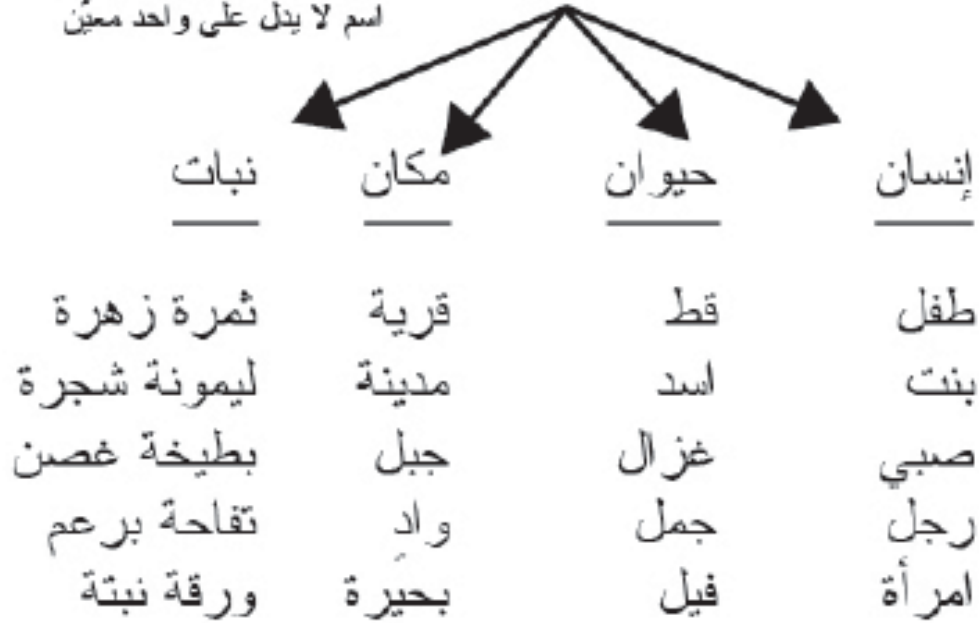 اسم لا يدل على واحد معيّن
إنسان حيوان مكان نبات
طفل قط قرية ثمرة زهرة
بنت اسد مدينة ليمونة شجرة
صبي غزال جبل بطيخة غصن
رجل جمل وادٍ تفاحة برعم
امرأة فيل بحيرة ورقة نبتة